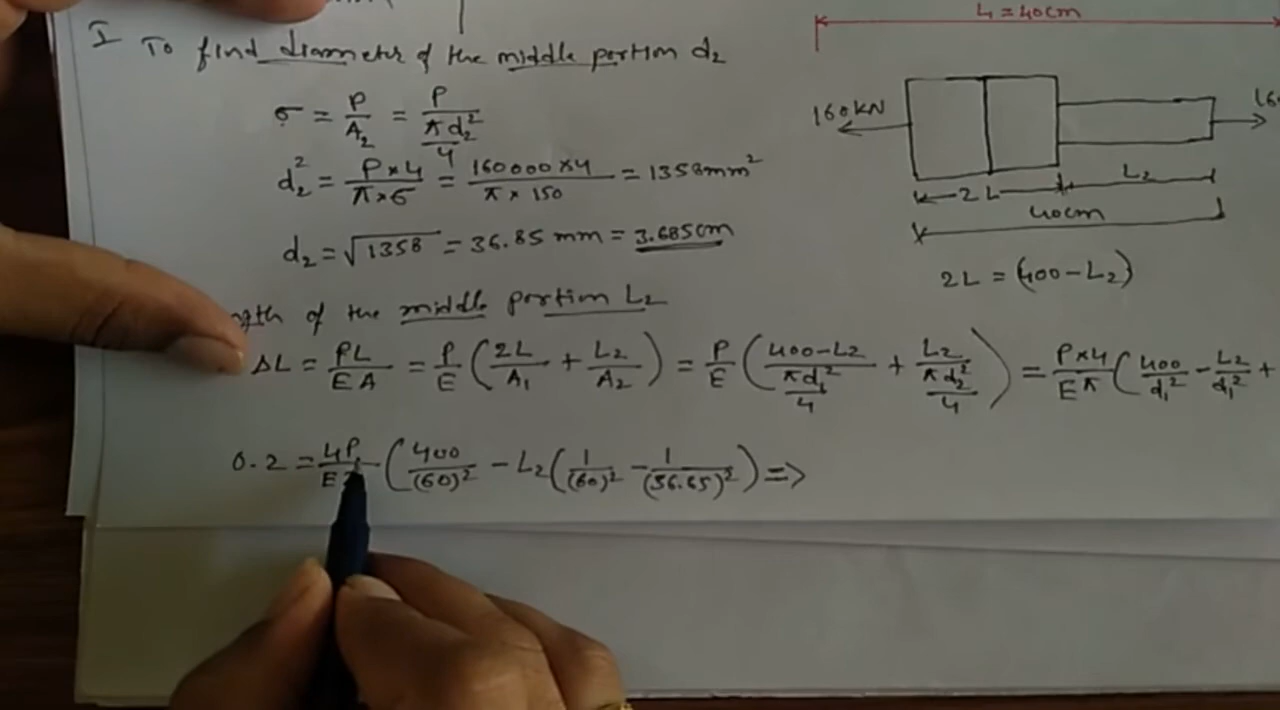 L = 40cm
I To find diameter of the middle portion d₂
σ = P/A₂ = P/(πd₂²/4)
160KN
d₂² = P×4/(π×σ) = 160000×4/(π×150) = 1358mm²
2L L₂
40cm
d₂ = √1358 = 36.85 mm = 3.685cm
2L = (400-L₂)
of the middle portion L₂
ΔL = PL/EA = P/E (2L/A₁ + L₂/A₂) = P/E ((400-L₂)/(πd₁²/4) + L₂/(πd₂²/4)) = P×4/Eπ (400/d₁² - L₂/d₁² +
0.2 = 4P/E (400/(60)² - L₂(1/(60)² - 1/(36.85)²) =>